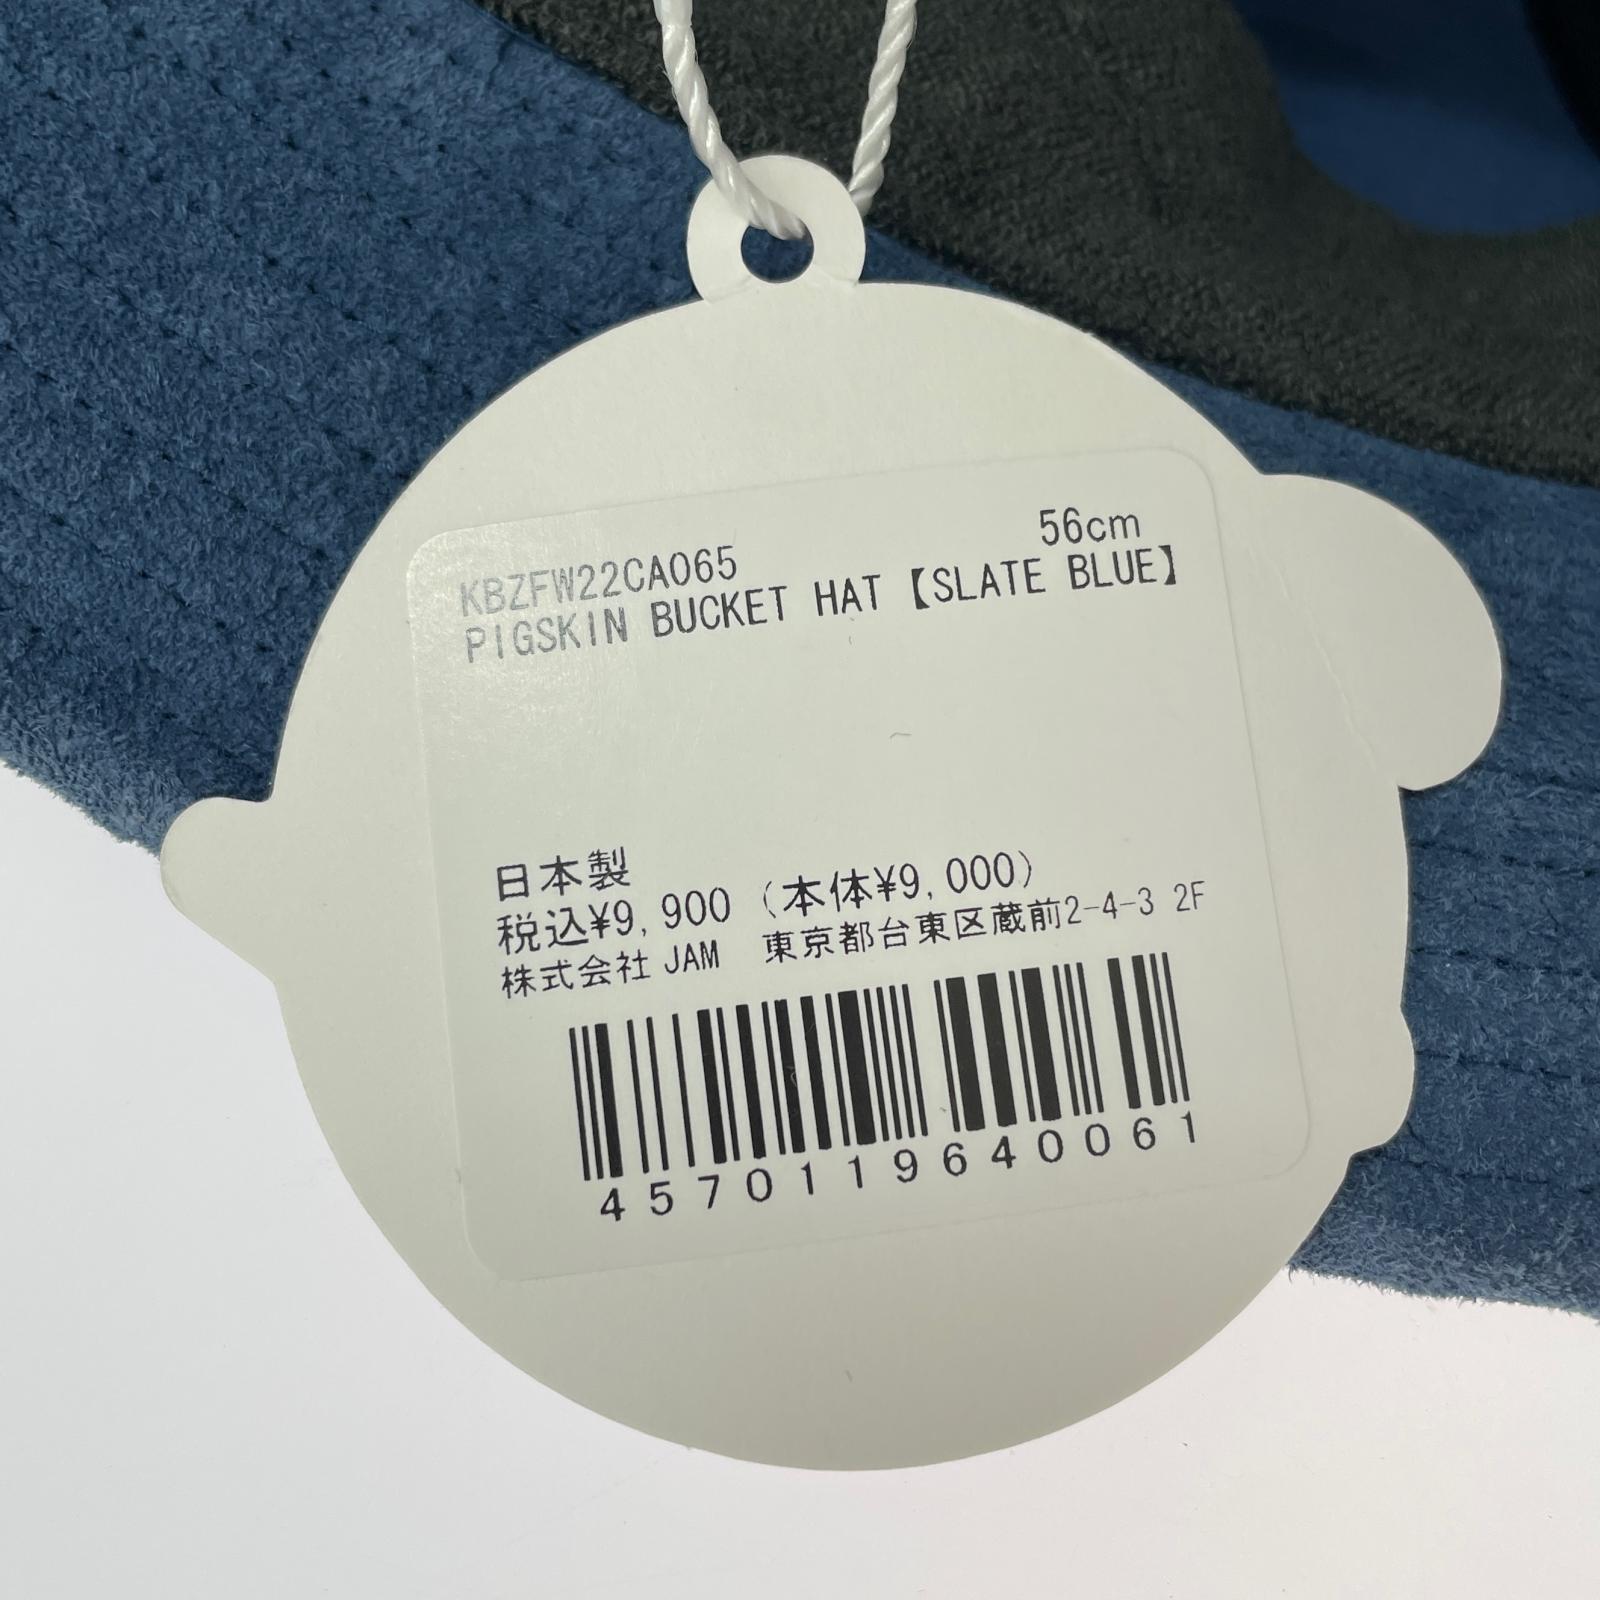 KBZFW22CA065 56cm
PIGSKIN BUCKET HAT【SLATE BLUE】
日本製
税込¥9,900 (本体¥9,000)
株式会社 JAM 東京都台東区蔵前2-4-3 2F
4570119640061